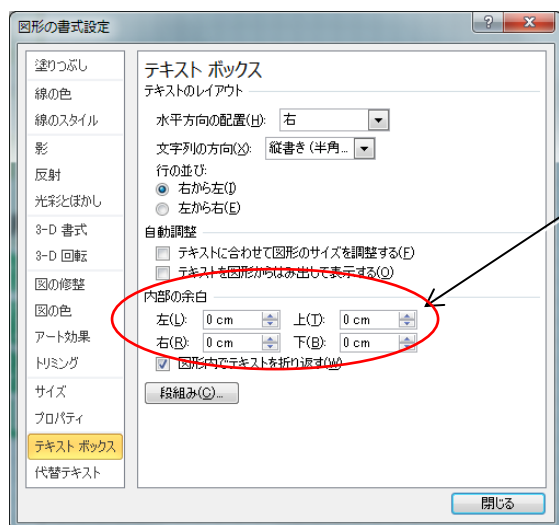 図形の書式設定
塗りつぶし
線の色
線のスタイル
影
反射
光彩とぼかし
3-D 書式
3-D 回転
図の修整
図の色
アート効果
トリミング
サイズ
プロパティ
テキスト ボックス
代替テキスト
テキスト ボックス
テキストのレイアウト
水平方向の配置(H): 右
文字列の方向(X): 縦書き (半角...
行の並び:
右から左(I)
左から右(E)
自動調整
テキストに合わせて図形のサイズを調整する(F)
テキストを図形からはみ出して表示する(O)
内部の余白
左(L): 0 cm 上(T): 0 cm
右(R): 0 cm 下(B): 0 cm
図形内でテキストを折り返す(W)
段組み(C)...
閉じる